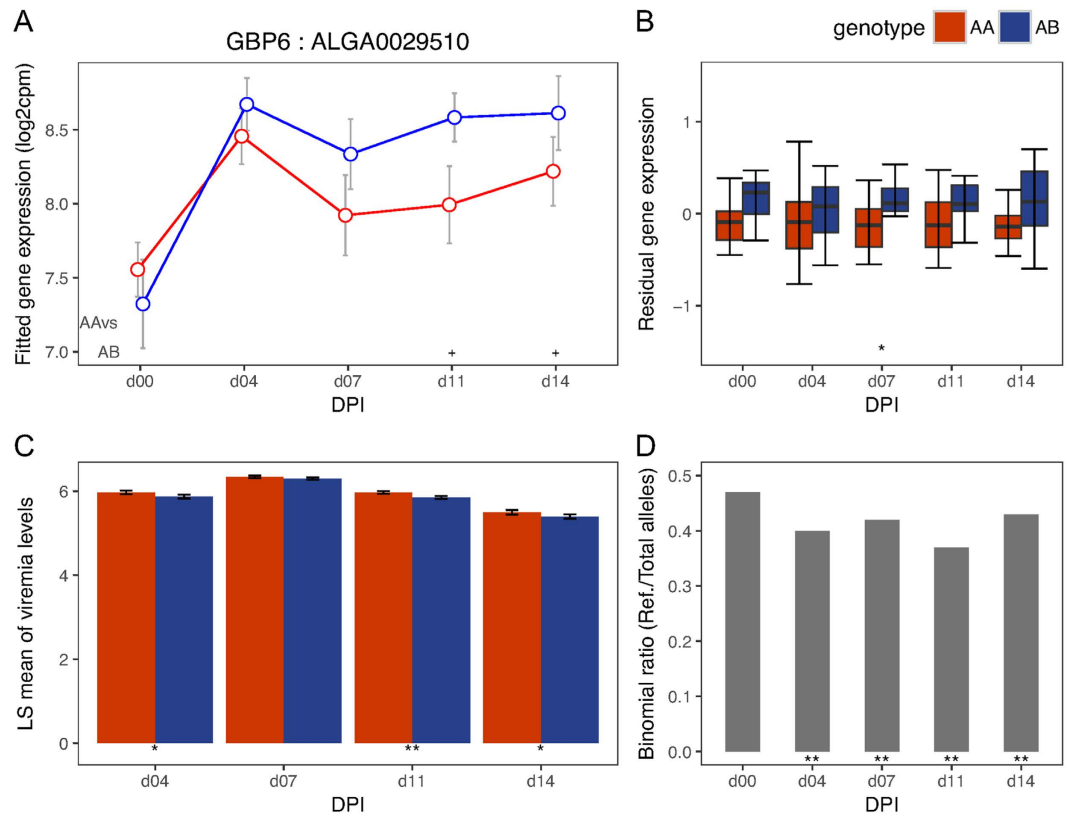 A
GBP6 : ALGA0029510
Fitted gene expression (log2cpm)
8.5
8.0
7.5
7.0
AAvs
AB
+ +
d00 d04 d07 d11 d14
DPI
B
genotype AA AB
Residual gene expression
1
0
−1
*
d00 d04 d07 d11 d14
DPI
C
LS mean of viremia levels
6
4
2
0
* ** *
d04 d07 d11 d14
DPI
D
Binomial ratio (Ref./Total alleles)
0.5
0.4
0.3
0.2
0.1
0.0
** ** ** **
d00 d04 d07 d11 d14
DPI